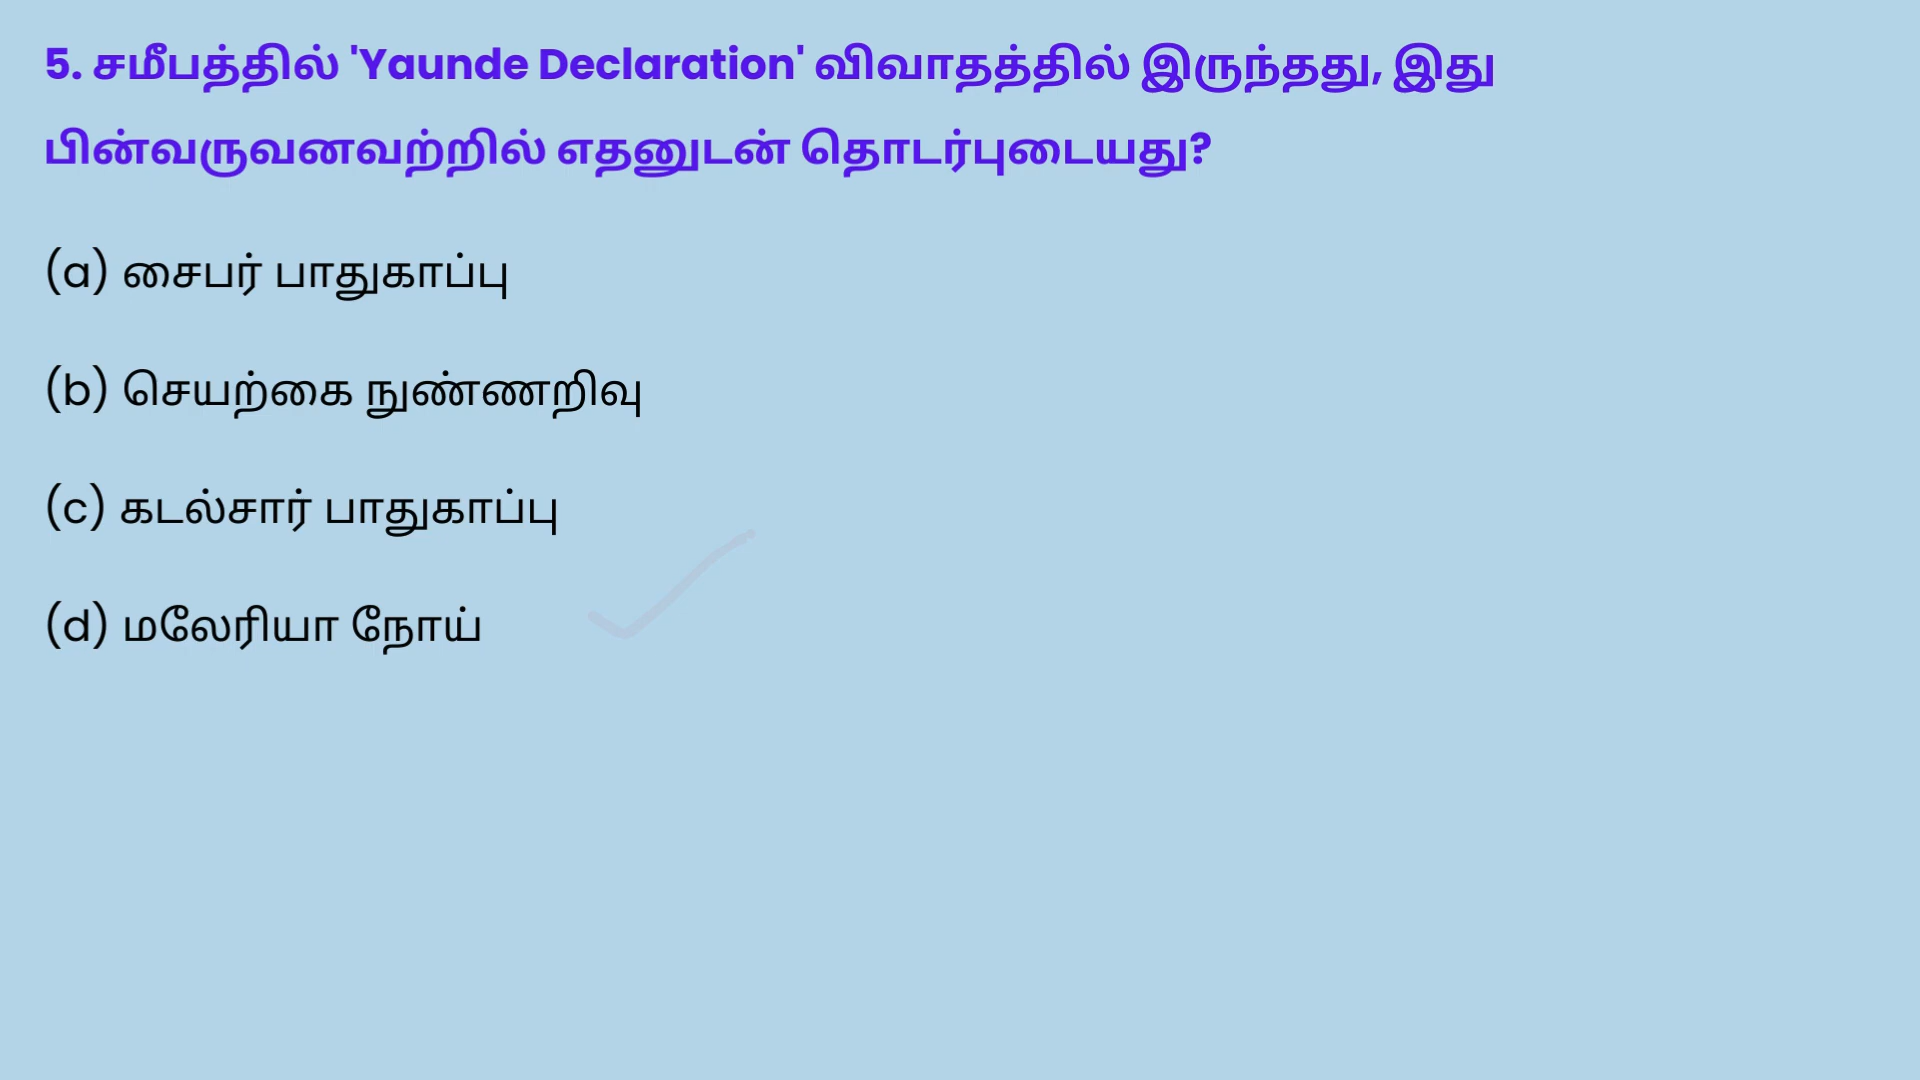 5. சமீபத்தில் 'Yaunde Declaration' விவாதத்தில் இருந்தது, இது
பின்வருவனவற்றில் எதனுடன் தொடர்புடையது?
(a) சைபர் பாதுகாப்பு
(b) செயற்கை நுண்ணறிவு
(c) கடல்சார் பாதுகாப்பு
(d) மலேரியா நோய்